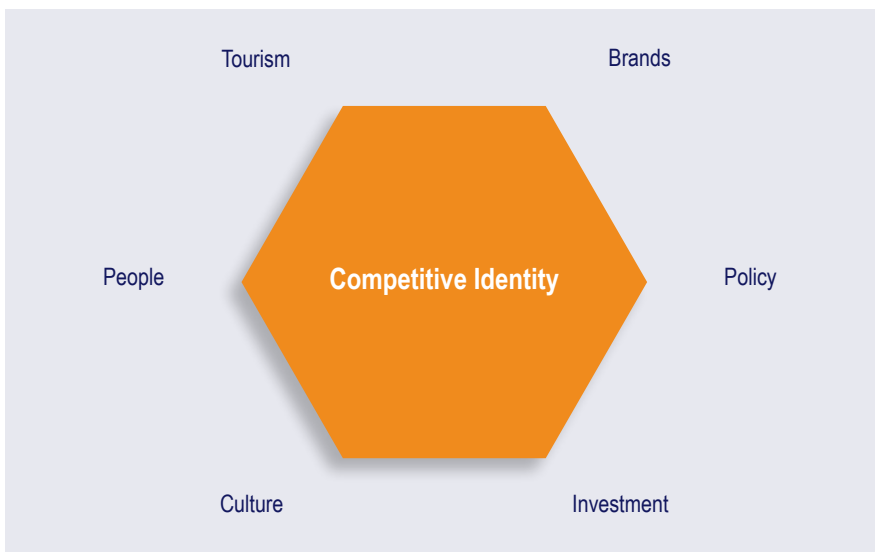 Tourism
Brands
People
Competitive Identity
Policy
Culture
Investment